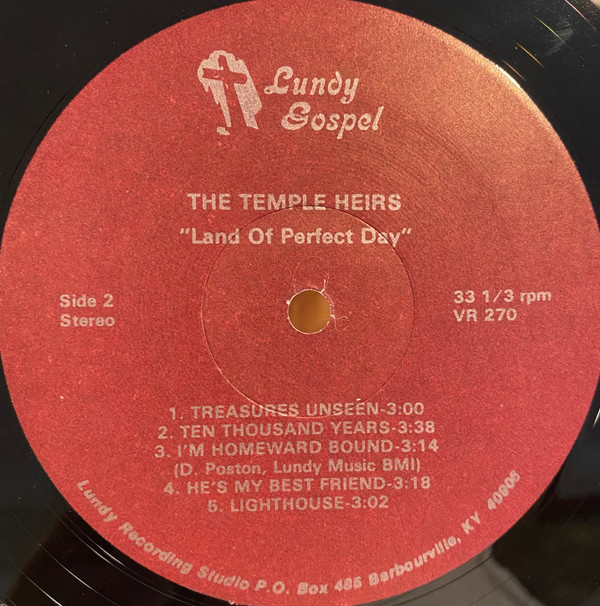 Lundy
Gospel
THE TEMPLE HEIRS
"Land Of Perfect Day"
Side 2
Stereo
33 1/3 rpm
VR 270
1. TREASURES UNSEEN-3:00
2. TEN THOUSAND YEARS-3:38
3. I'M HOMEWARD BOUND-3:14
(D. Poston, Lundy Music BMI)
4. HE'S MY BEST FRIEND-3:18
5. LIGHTHOUSE-3:02
Lundy Recording Studio P.O. Box 485 Barbourville, KY 40906